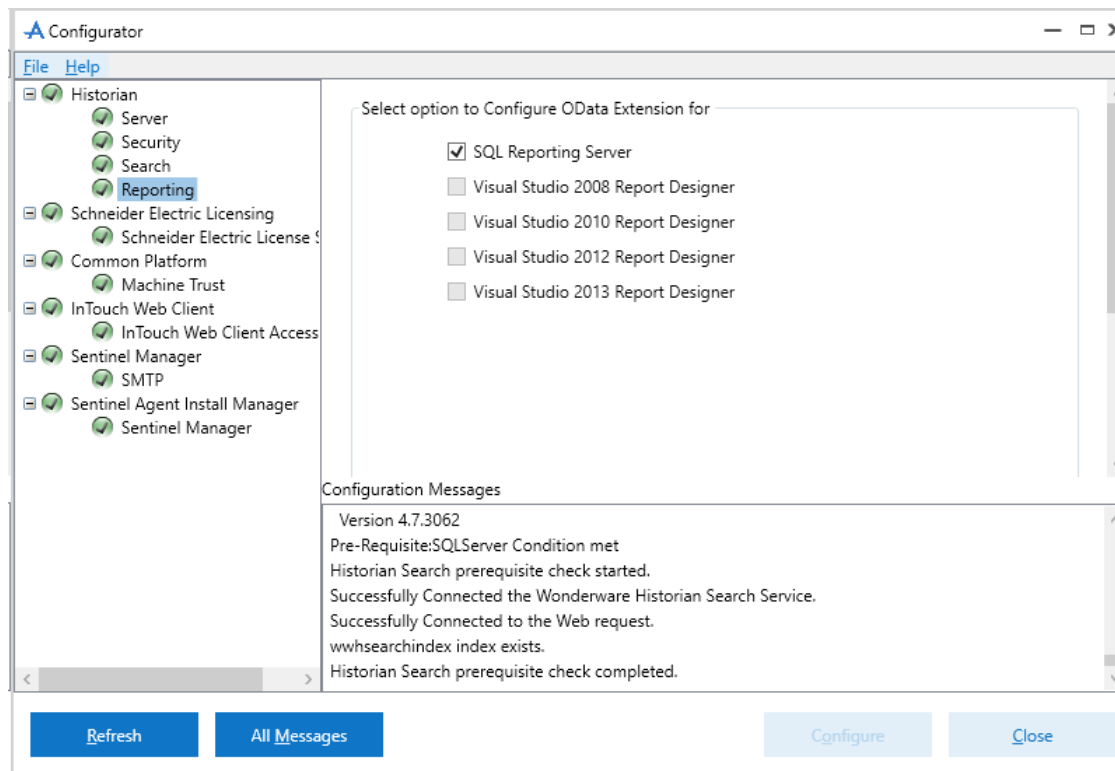 Configurator
File Help
Historian
Server
Security
Search
Reporting
Schneider Electric Licensing
Schneider Electric License
Common Platform
Machine Trust
InTouch Web Client
InTouch Web Client Access
Sentinel Manager
SMTP
Sentinel Agent Install Manager
Sentinel Manager
Select option to Configure OData Extension for
SQL Reporting Server
Visual Studio 2008 Report Designer
Visual Studio 2010 Report Designer
Visual Studio 2012 Report Designer
Visual Studio 2013 Report Designer
Configuration Messages
Version 4.7.3062
Pre-Requisite:SQLServer Condition met
Historian Search prerequisite check started.
Successfully Connected the Wonderware Historian Search Service.
Successfully Connected to the Web request.
wwhsearchindex index exists.
Historian Search prerequisite check completed.
Refresh All Messages Configure Close